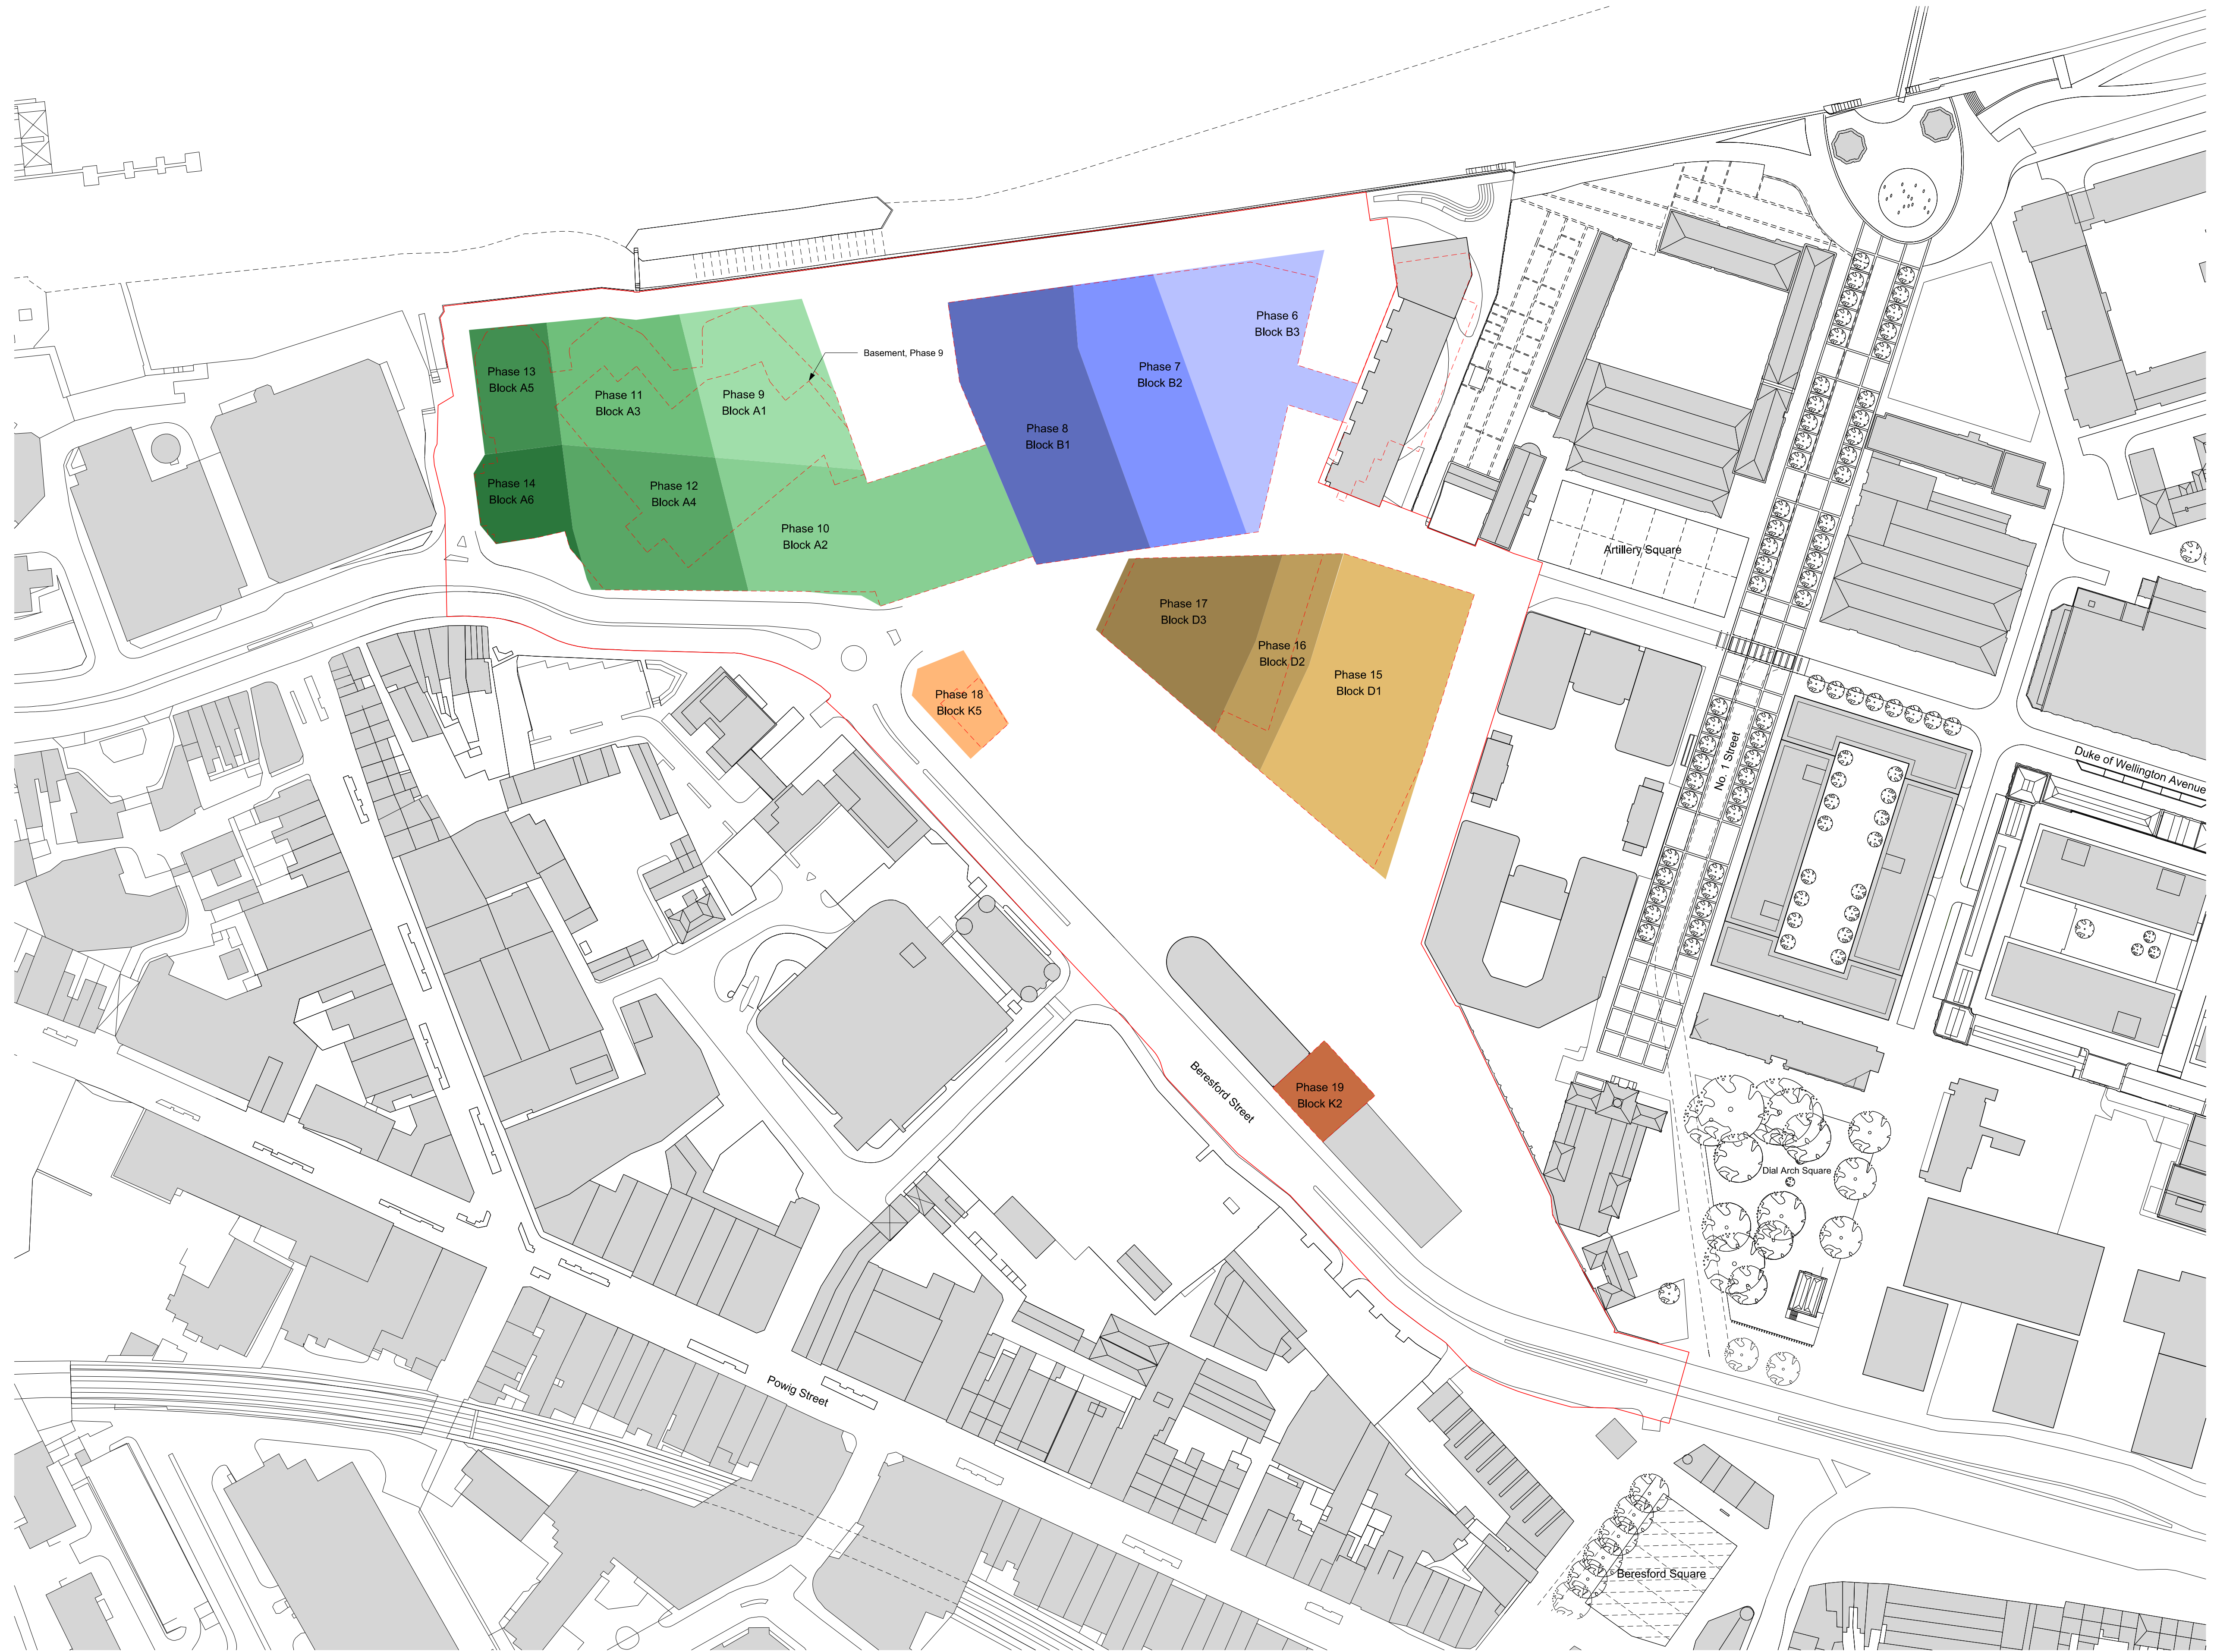 Phase 6
Block B3
Basement, Phase 9
Phase 7
Block B2
Phase 13
Block A5
Phase 11
Block A3
Phase 9
Block A1
Phase 8
Block B1
Phase 14
Block A6
Phase 12
Block A4
Phase 10
Block A2
Artillery Square
Phase 17
Block D3
Phase 16
Block D2
Phase 15
Block D1
Phase 18
Block K5
No. 1 Street
Duke of Wellington Avenue
Beresford Street
Phase 19
Block K2
Dial Arch Square
Powig Street
Beresford Square